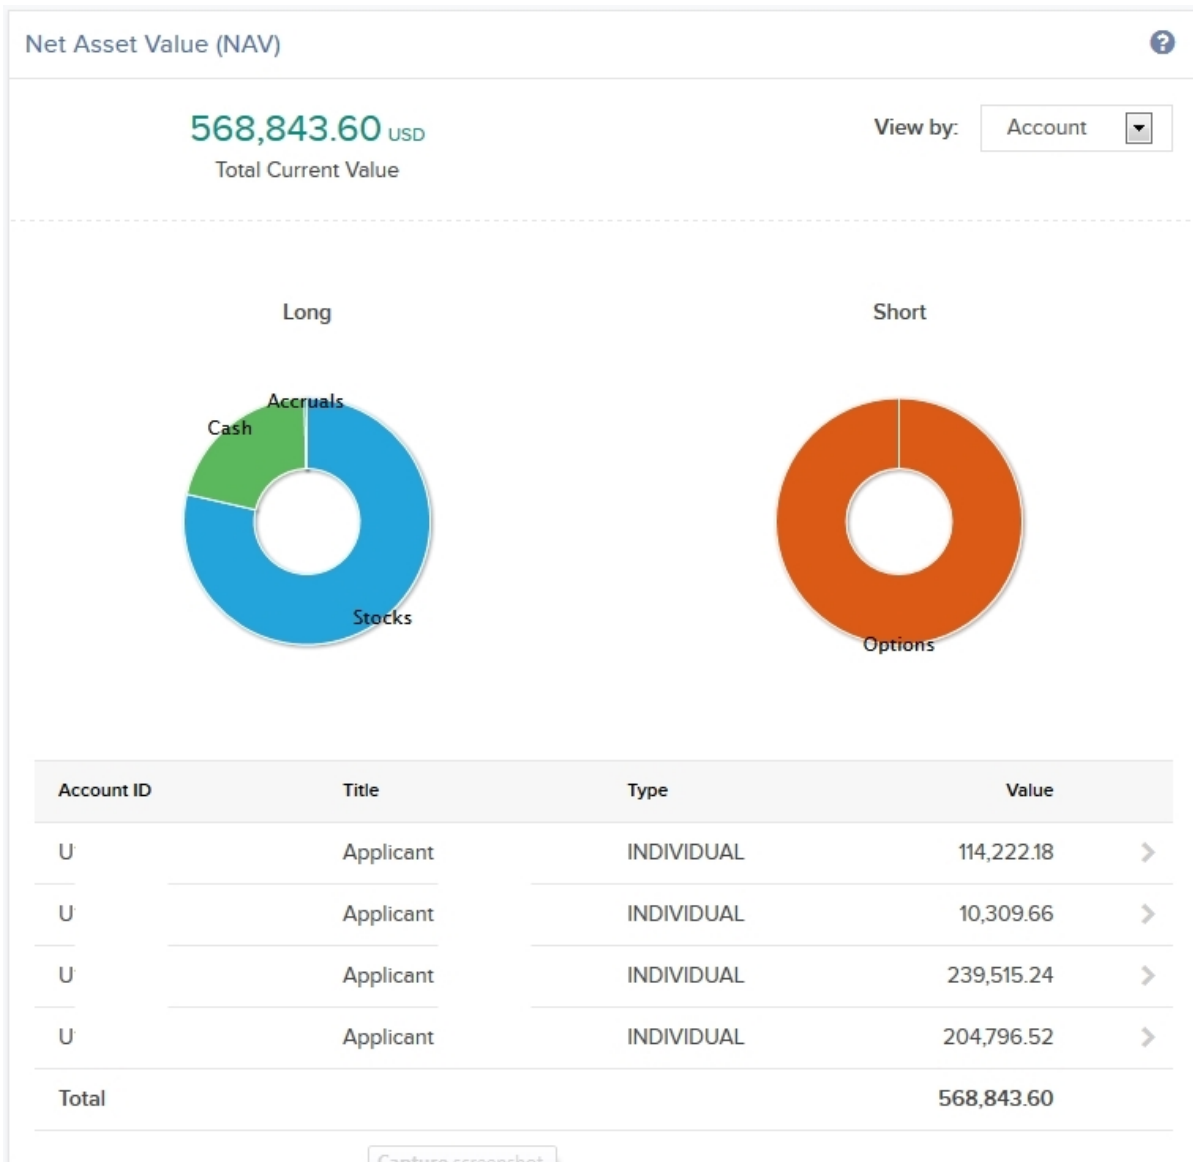 Net Asset Value (NAV)
?
568,843.60 USD
View by: Account
Total Current Value
Long
Short
Accruals
Cash
Stocks
Options
Account ID Title Type Value
U Applicant INDIVIDUAL 114,222.18
U Applicant INDIVIDUAL 10,309.66
U Applicant INDIVIDUAL 239,515.24
U Applicant INDIVIDUAL 204,796.52
Total 568,843.60
Capture screenshot